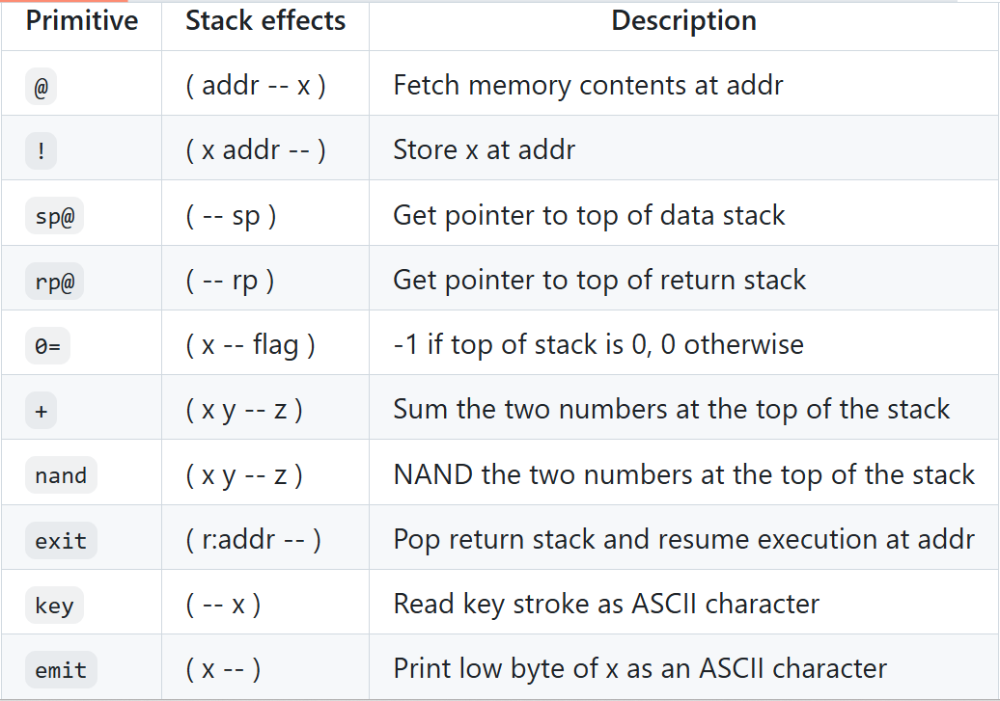 Primitive Stack effects Description
@ ( addr -- x ) Fetch memory contents at addr
! ( x addr -- ) Store x at addr
sp@ ( -- sp ) Get pointer to top of data stack
rp@ ( -- rp ) Get pointer to top of return stack
0= ( x -- flag ) -1 if top of stack is 0, 0 otherwise
+ ( x y -- z ) Sum the two numbers at the top of the stack
nand ( x y -- z ) NAND the two numbers at the top of the stack
exit ( r:addr -- ) Pop return stack and resume execution at addr
key ( -- x ) Read key stroke as ASCII character
emit ( x -- ) Print low byte of x as an ASCII character